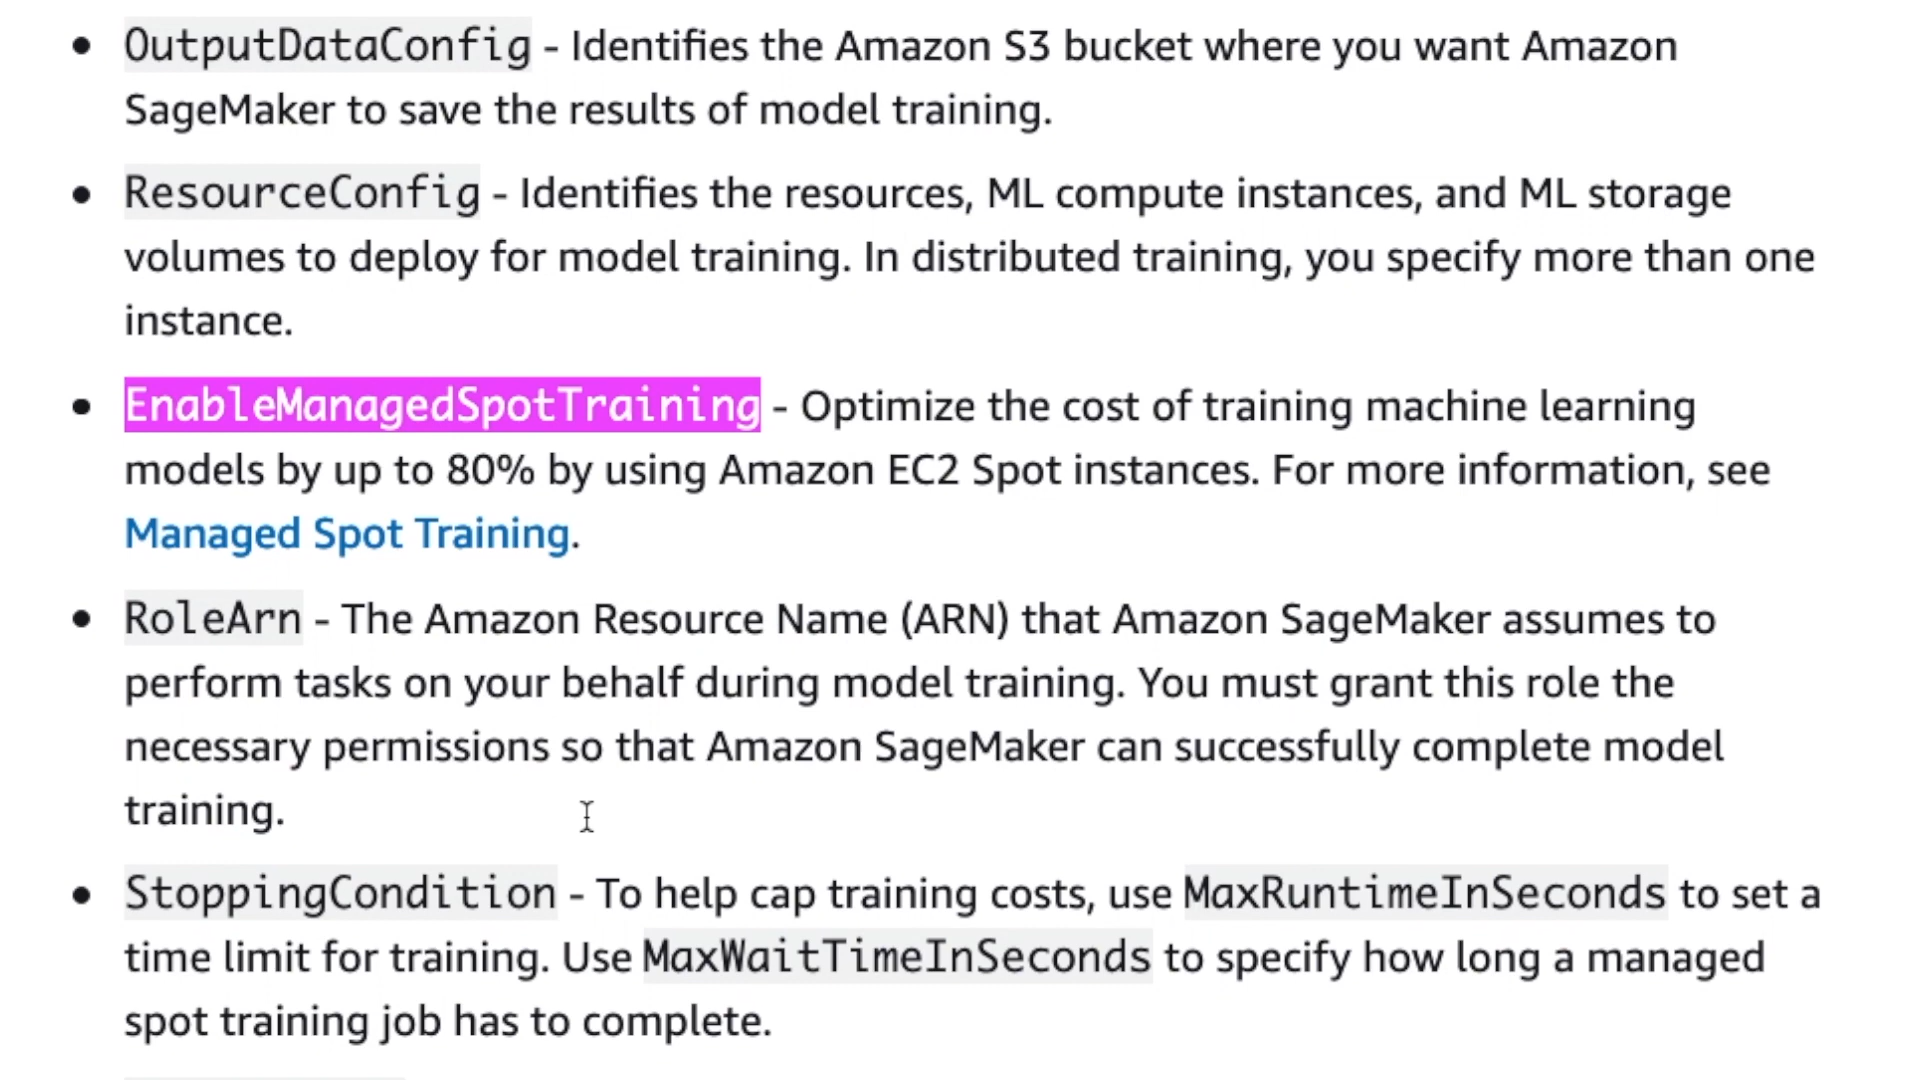 • OutputDataConfig - Identifies the Amazon S3 bucket where you want Amazon
SageMaker to save the results of model training.
• ResourceConfig - Identifies the resources, ML compute instances, and ML storage
volumes to deploy for model training. In distributed training, you specify more than one
instance.
• EnableManagedSpotTraining - Optimize the cost of training machine learning
models by up to 80% by using Amazon EC2 Spot instances. For more information, see
Managed Spot Training.
• RoleArn - The Amazon Resource Name (ARN) that Amazon SageMaker assumes to
perform tasks on your behalf during model training. You must grant this role the
necessary permissions so that Amazon SageMaker can successfully complete model
training.
• StoppingCondition - To help cap training costs, use MaxRuntimeInSeconds to set a
time limit for training. Use MaxWaitTimeInSeconds to specify how long a managed
spot training job has to complete.